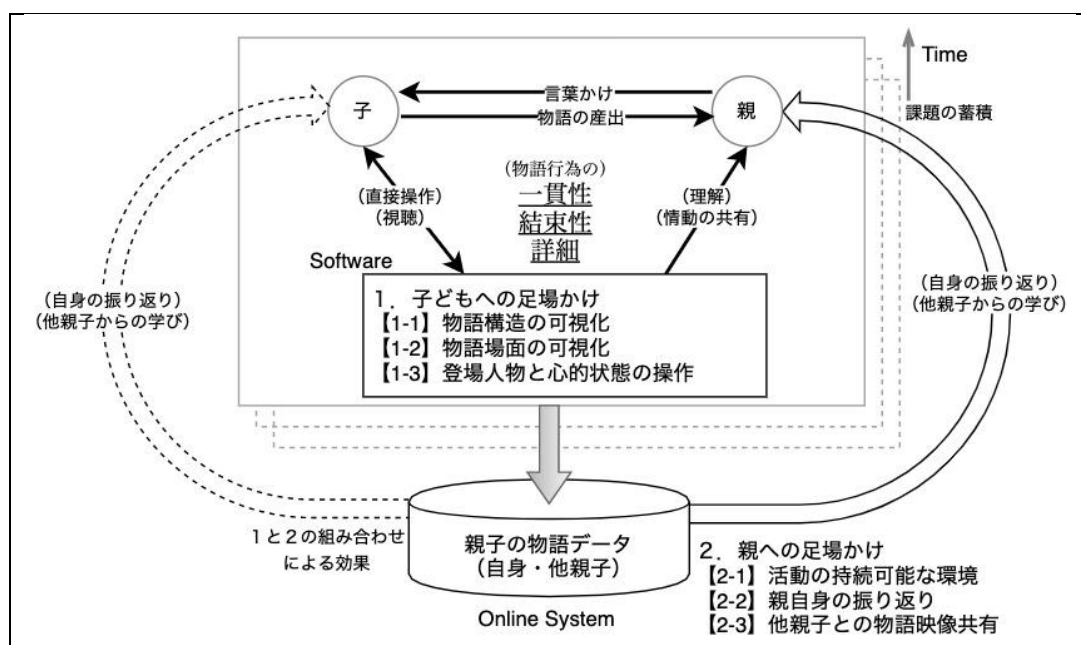 Time
課題の蓄積
子
言葉かけ
物語の産出
親
(直接操作)
(視聴)
(物語行為の)
一貫性
結束性
詳細
(理解)
(情動の共有)
Software
1．子どもへの足場かけ
【1-1】物語構造の可視化
【1-2】物語場面の可視化
【1-3】登場人物と心的状態の操作
(自身の振り返り)
(他親子からの学び)
(自身の振り返り)
(他親子からの学び)
1と2の組み合わせ
による効果
親子の物語データ
(自身・他親子)
Online System
2．親への足場かけ
【2-1】活動の持続可能な環境
【2-2】親自身の振り返り
【2-3】他親子との物語映像共有